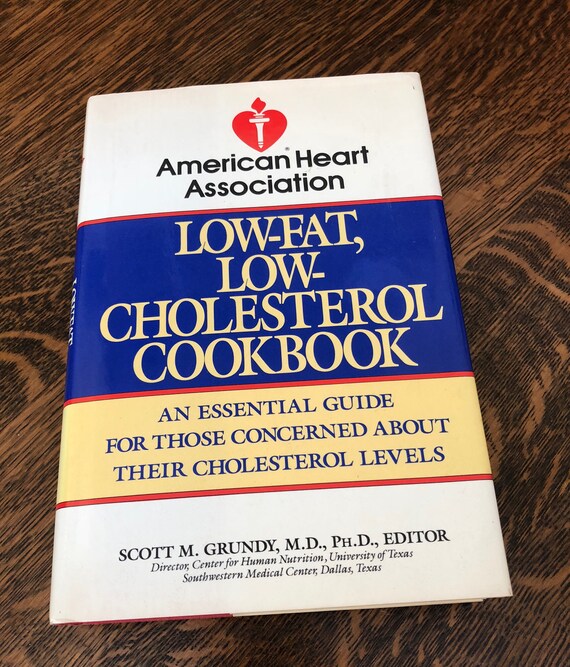 American Heart
Association
LOW-FAT,
LOW-
CHOLESTEROL
COOKBOOK
AN ESSENTIAL GUIDE
FOR THOSE CONCERNED ABOUT
THEIR CHOLESTEROL LEVELS
SCOTT M. GRUNDY, M.D., PH.D., EDITOR
Director, Center for Human Nutrition, University of Texas
Southwestern Medical Center, Dallas, Texas